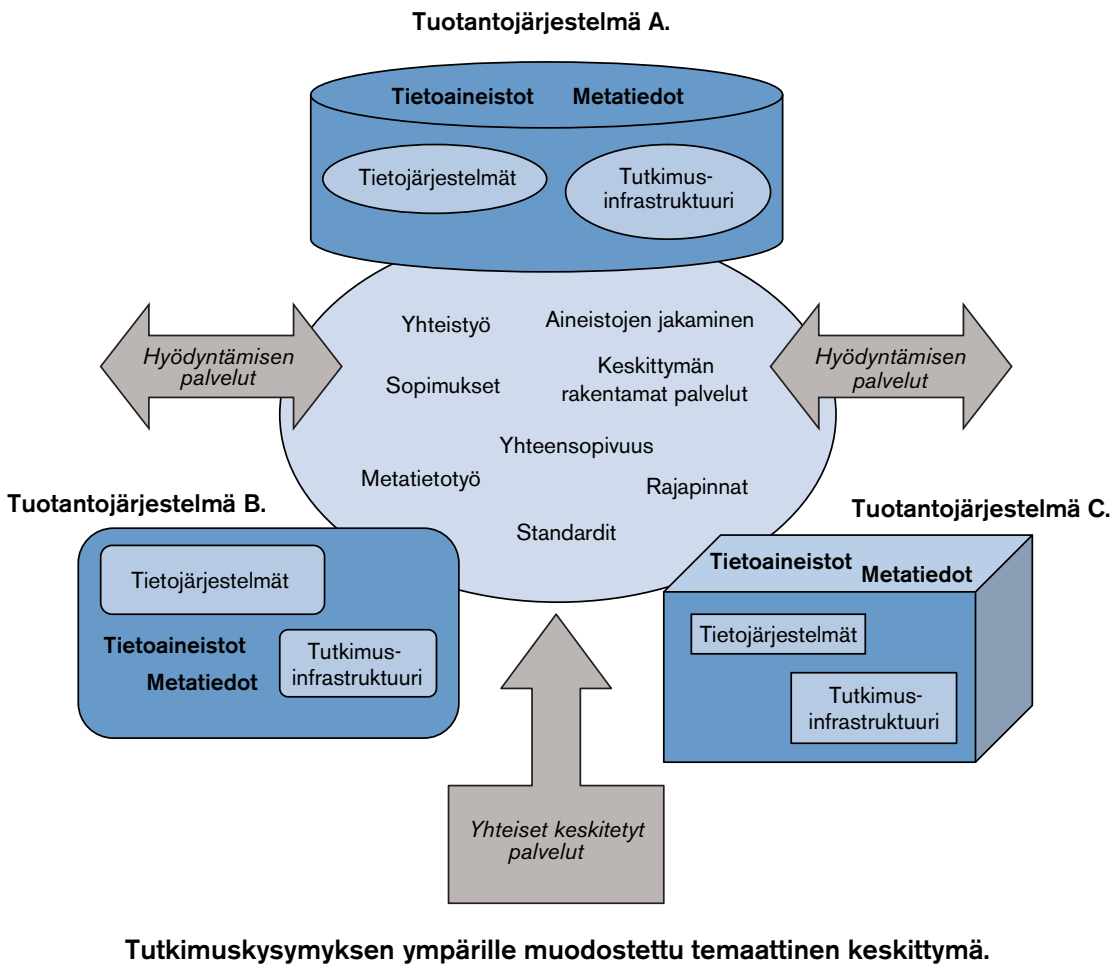 Tuotantojärjestelmä A.
Tietoaineistot Metatiedot
Tietojärjestelmät
Tutkimus-
infrastruktuuri
Yhteistyö
Aineistojen jakaminen
Hyödyntämisen
palvelut
Sopimukset
Keskittymän
rakentamat palvelut
Hyödyntämisen
palvelut
Yhteensopivuus
Metatietotyö
Rajapinnat
Standardit
Tuotantojärjestelmä B.
Tietojärjestelmät
Tietoaineistot
Metatiedot
Tutkimus-
infrastruktuuri
Tuotantojärjestelmä C.
Tietoaineistot
Metatiedot
Tietojärjestelmät
Tutkimus-
infrastruktuuri
Yhteiset keskitetyt
palvelut
Tutkimuskysymyksen ympärille muodostettu temaattinen keskittymä.